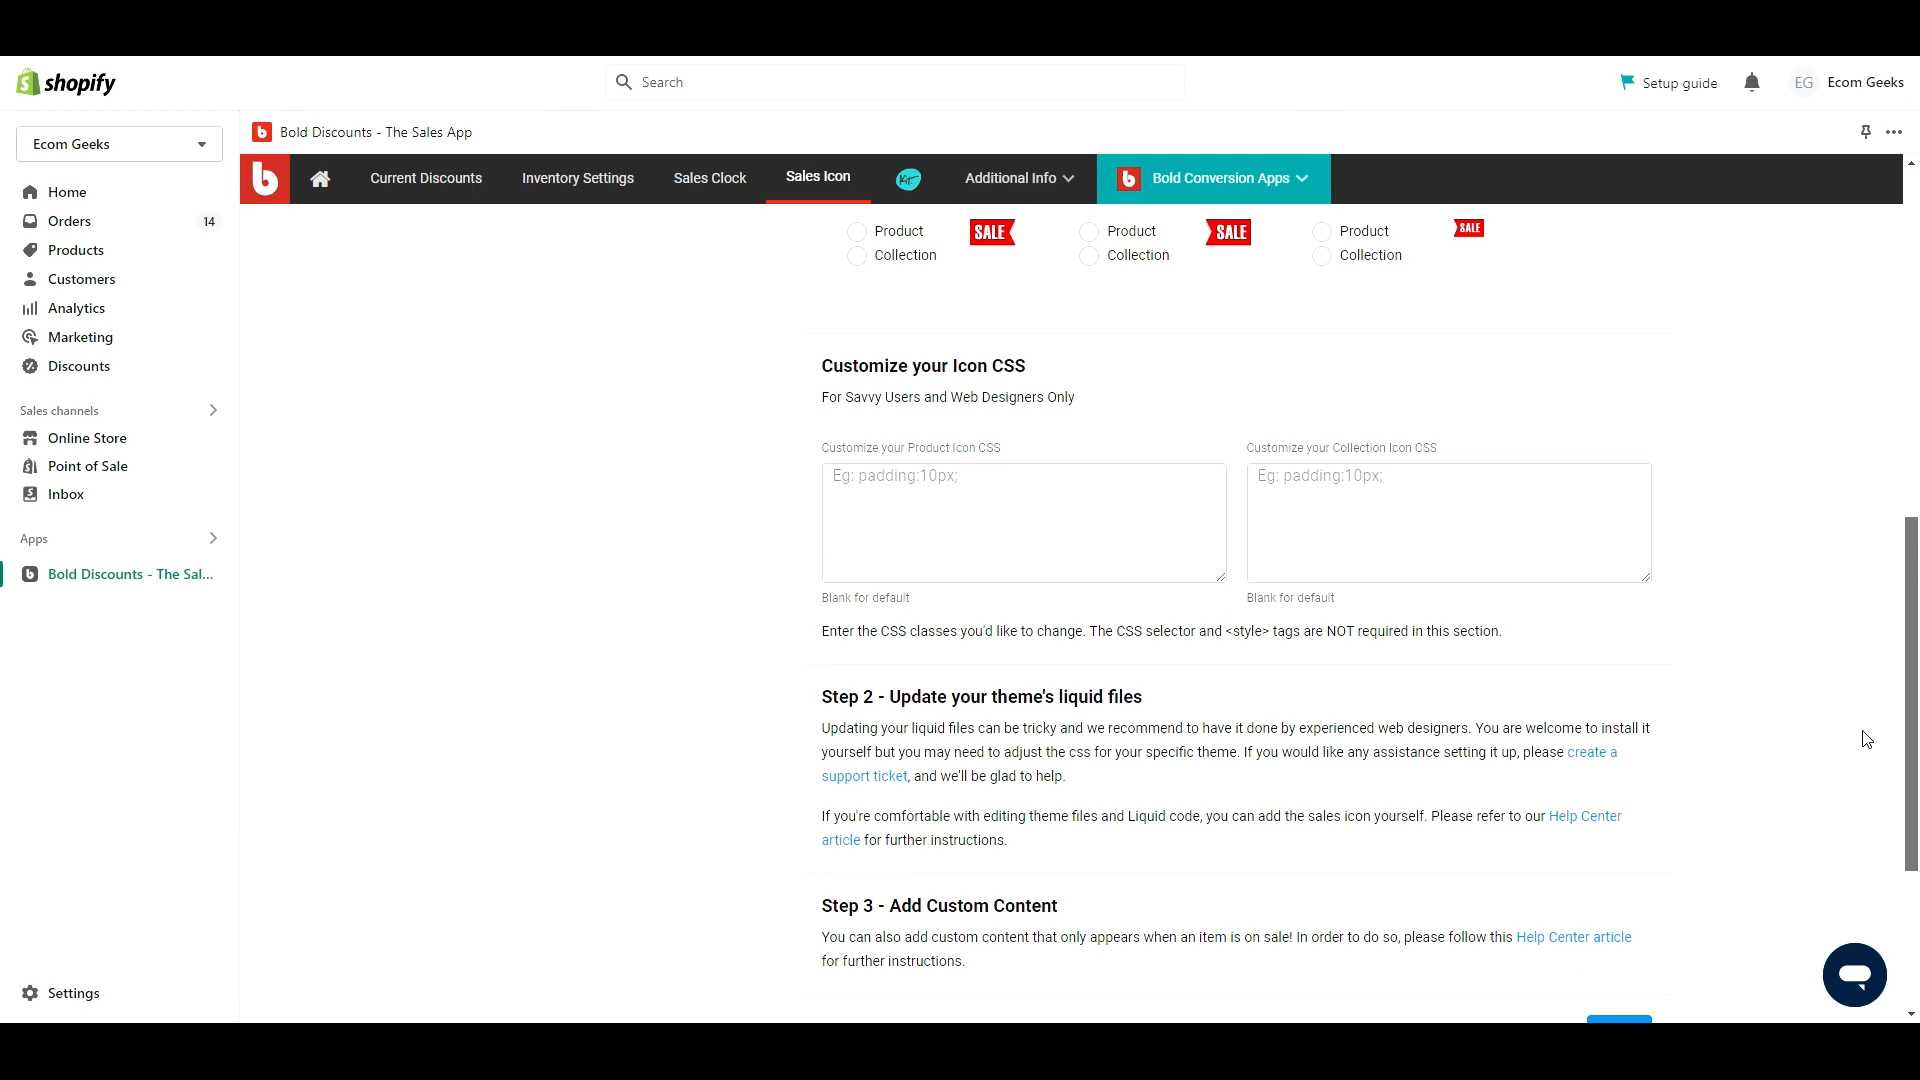 shopify
Search
Setup guide
EG
Ecom Geeks
Ecom Geeks
Bold Discounts - The Sales App
Current Discounts
Inventory Settings
Sales Clock
Sales Icon
Kit
Additional Info
b
Bold Conversion Apps
Home
Orders
14
Products
Customers
Analytics
Marketing
Discounts
Sales channels
Online Store
Point of Sale
Inbox
Apps
Bold Discounts - The Sal...
Settings
Product
SALE
Product
SALE
Product
SALE
Collection
Collection
Collection
Customize your Icon CSS
For Savvy Users and Web Designers Only
Customize your Product Icon CSS
Customize your Collection Icon CSS
Eg: padding:10px;
Eg: padding:10px;
Blank for default
Blank for default
Enter the CSS classes you'd like to change. The CSS selector and <style> tags are NOT required in this section.
Step 2 - Update your theme's liquid files
Updating your liquid files can be tricky and we recommend to have it done by experienced web designers. You are welcome to install it
yourself but you may need to adjust the css for your specific theme. If you would like any assistance setting it up, please create a
support ticket, and we'll be glad to help.
If you're comfortable with editing theme files and Liquid code, you can add the sales icon yourself. Please refer to our Help Center
article for further instructions.
Step 3 - Add Custom Content
You can also add custom content that only appears when an item is on sale! In order to do so, please follow this Help Center article
for further instructions.